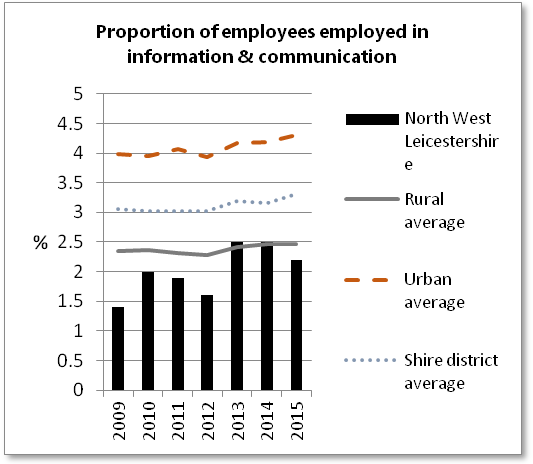 Proportion of employees employed in
information & communication
5
4.5
4
3.5
3
2.5
2
1.5
1
0.5
0
%
2009
2010
2011
2012
2013
2014
2015
North West
Leicestershir
e
Rural
average
Urban
average
Shire district
average